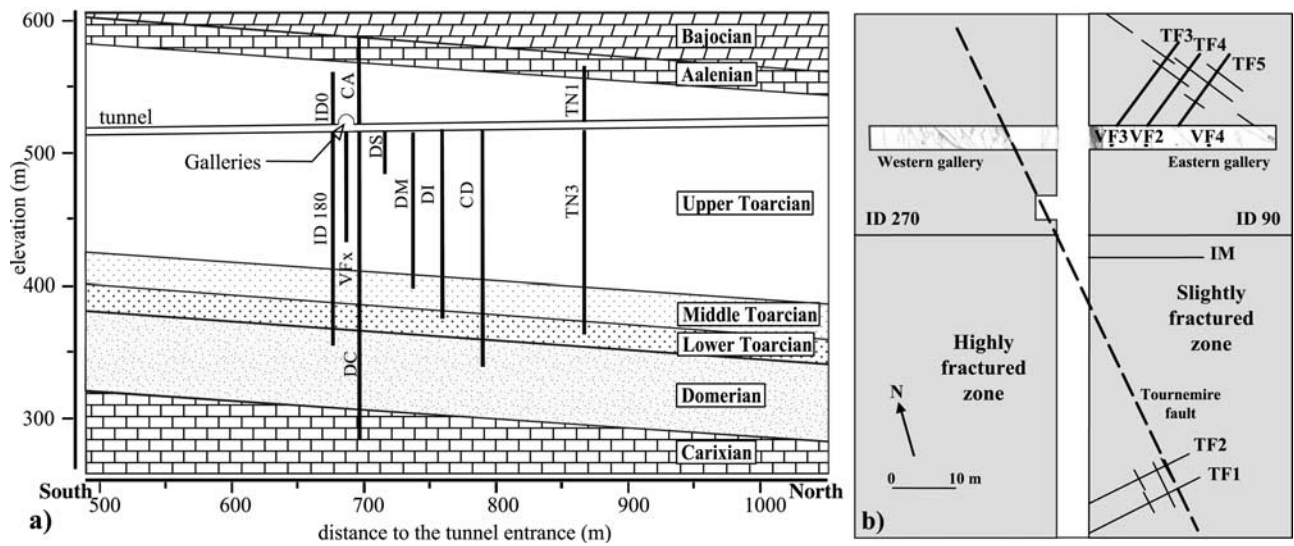 600
500
400
300
elevation (m)
Bajocian
Aalenian
tunnel
Galleries
ID0
CA
TN1
DS
DM
DI
CD
TN3
ID 180
VFx
DC
Upper Toarcian
Middle Toarcian
Lower Toarcian
Domerian
Carixian
South
North
500
600
700
800
900
1000
a)
distance to the tunnel entrance (m)
TF3
TF4
TF5
VF3
VF2
VF4
Western gallery
Eastern gallery
ID 270
ID 90
IM
Highly
fractured
zone
Slightly
fractured
zone
Tournemire
fault
N
TF2
TF1
0
10 m
b)